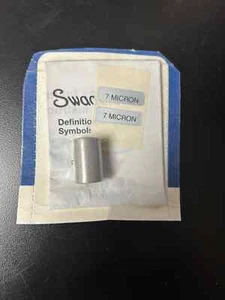 Swag
7 MICRON
7 MICRON
Definitio
Symbols